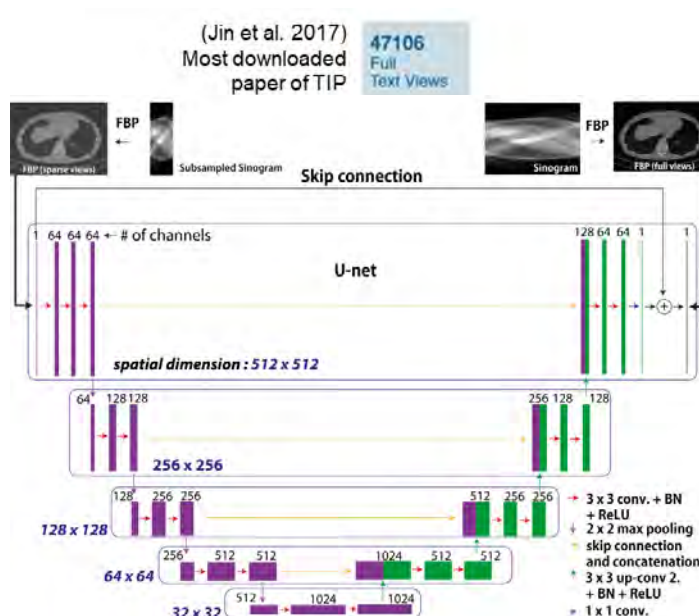 (Jin et al. 2017)
Most downloaded
paper of TIP
47106
Full
Text Views
FBP
FBP
FBP (sparse views)
Subsampled Sinogram
Sinogram
FBP (full views)
Skip connection
1 64 64 64 ← # of channels
128 64 64 1 1
U-net
spatial dimension : 512 x 512
64 128 128
256 128 128
256 x 256
128 256 256
512 256 256
128 x 128
256 512 512
1024 512 512
64 x 64
512 1024 1024
32 x 32
3 x 3 conv. + BN
+ ReLU
2 x 2 max pooling
skip connection
and concatenation
3 x 3 up-conv 2.
+ BN + ReLU
1 x 1 conv.